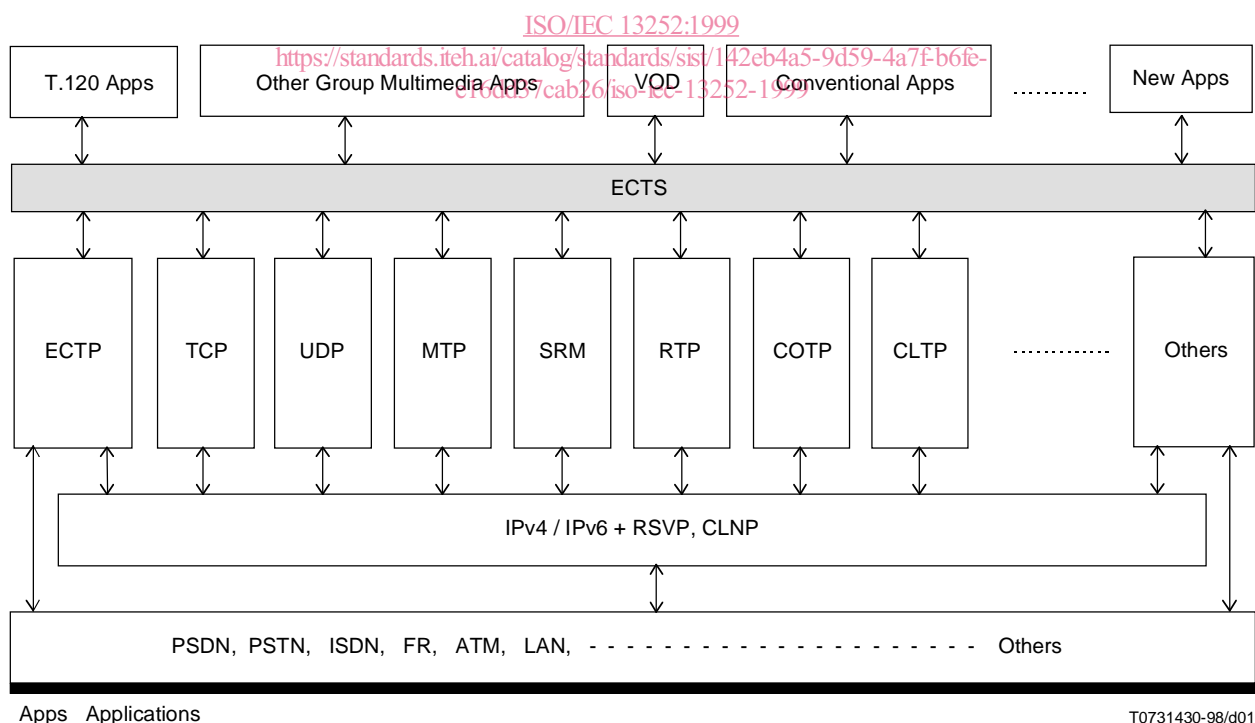 ISO/IEC 13252:1999
https://standards.iteh.ai/catalog/standards/sist/142eb4a5-9d59-4a7f-b6fe-
ef6dd37cab26/iso-iec-13252-1999
T.120 Apps
Other Group Multimedia Apps
VOD
Conventional Apps
New Apps
ECTS
ECTP
TCP
UDP
MTP
SRM
RTP
COTP
CLTP
Others
IPv4 / IPv6 + RSVP, CLNP
PSDN, PSTN, ISDN, FR, ATM, LAN, - - - - - - - - - - - - - - - - - - - - - Others
Apps Applications
T0731430-98/d01